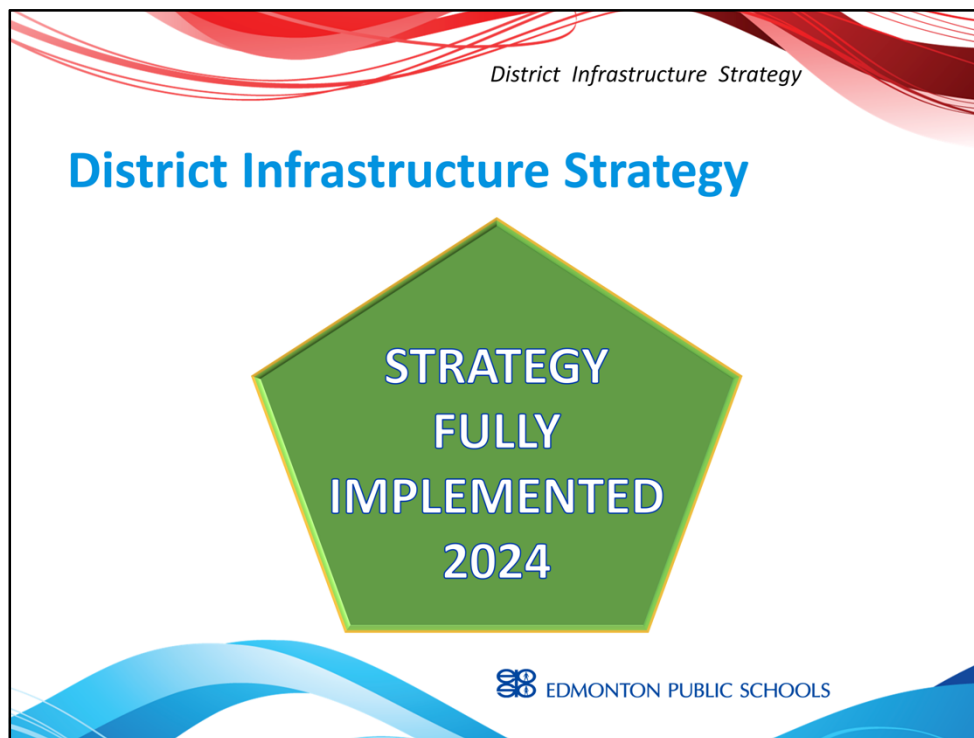 District Infrastructure Strategy
District Infrastructure Strategy
STRATEGY
FULLY
IMPLEMENTED
2024
EDMONTON PUBLIC SCHOOLS